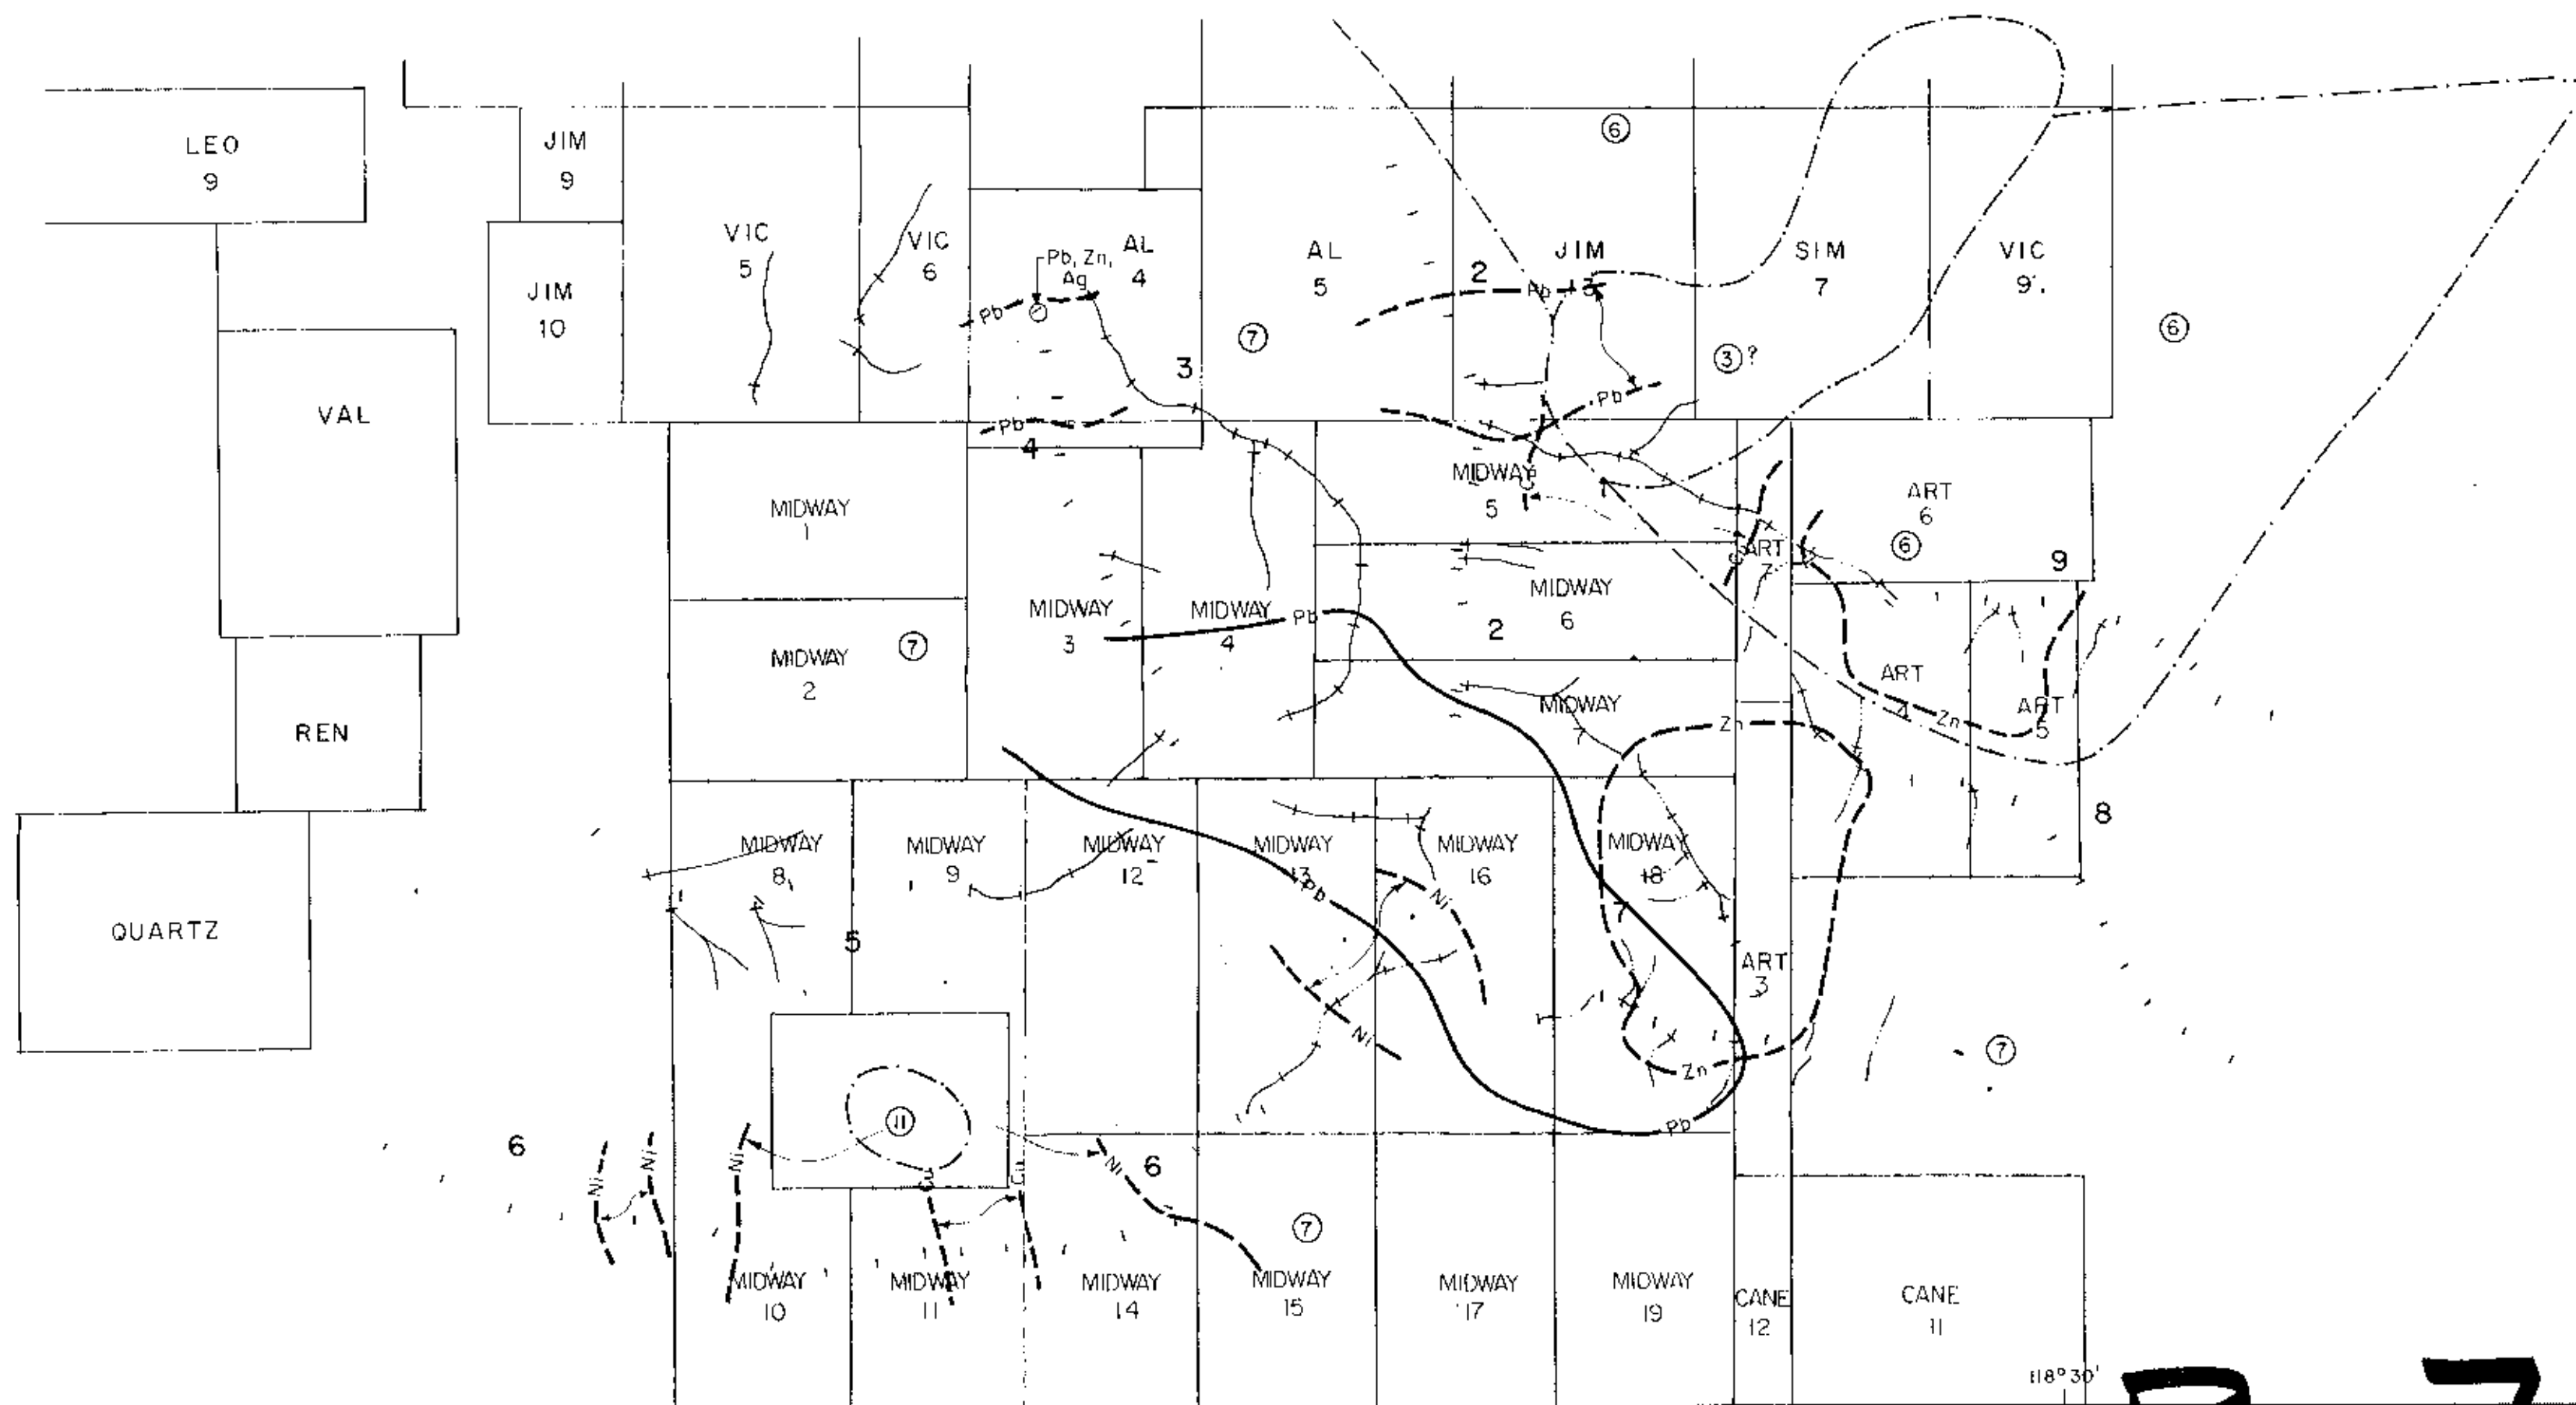 LEO
9
JIM
9
JIM
10
VIC
5
VIC
6
Pb, Zn,
Ag
AL
4
Pb
3
Pb
4
AL
5
7
6
2
JIM
Pb
Pb
3?
SIM
7
VIC
9
6
VAL
REN
QUARTZ
MIDWAY
1
MIDWAY
2
7
MIDWAY
3
MIDWAY
4
Pb
MIDWAY
5
MIDWAY
6
2
MIDWAY
7
ART
ART
6
6
9
ART
4
Zn
ART
5
Zn
8
MIDWAY
8
MIDWAY
9
MIDWAY
12
MIDWAY
13
Pb
MIDWAY
16
Ni
MIDWAY
18
5
Ni
ART
3
7
Zn
Pb
11
6
Ni
Ni
Ni
Cu
Cu
Ni
6
7
MIDWAY
10
MIDWAY
11
MIDWAY
14
MIDWAY
15
MIDWAY
17
MIDWAY
19
CANE
12
CANE
11
118°30'